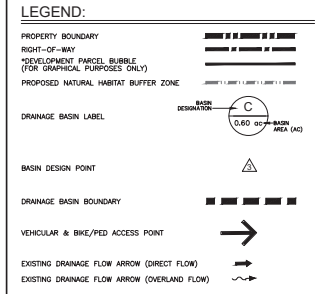 LEGEND:
PROPERTY BOUNDARY
RIGHT-OF-WAY
*DEVELOPMENT PARCEL BUBBLE
(FOR GRAPHICAL PURPOSES ONLY)
PROPOSED NATURAL HABITAT BUFFER ZONE
DRAINAGE BASIN LABEL
BASIN
DESIGNATION
C
0.60 ac
BASIN
AREA (AC)
BASIN DESIGN POINT
3
DRAINAGE BASIN BOUNDARY
VEHICULAR & BIKE/PED ACCESS POINT
EXISTING DRAINAGE FLOW ARROW (DIRECT FLOW)
EXISTING DRAINAGE FLOW ARROW (OVERLAND FLOW)